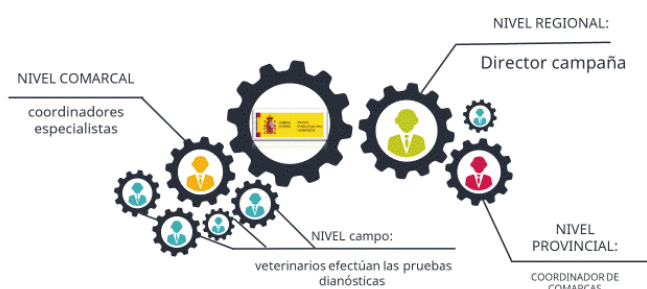 NIVEL REGIONAL:
Director campaña
NIVEL COMARCAL
coordinadores
especialistas
NIVEL campo:
veterinarios efectúan las pruebas
dianósticas
NIVEL
PROVINCIAL:
COORDINADOR DE
COMARCAS